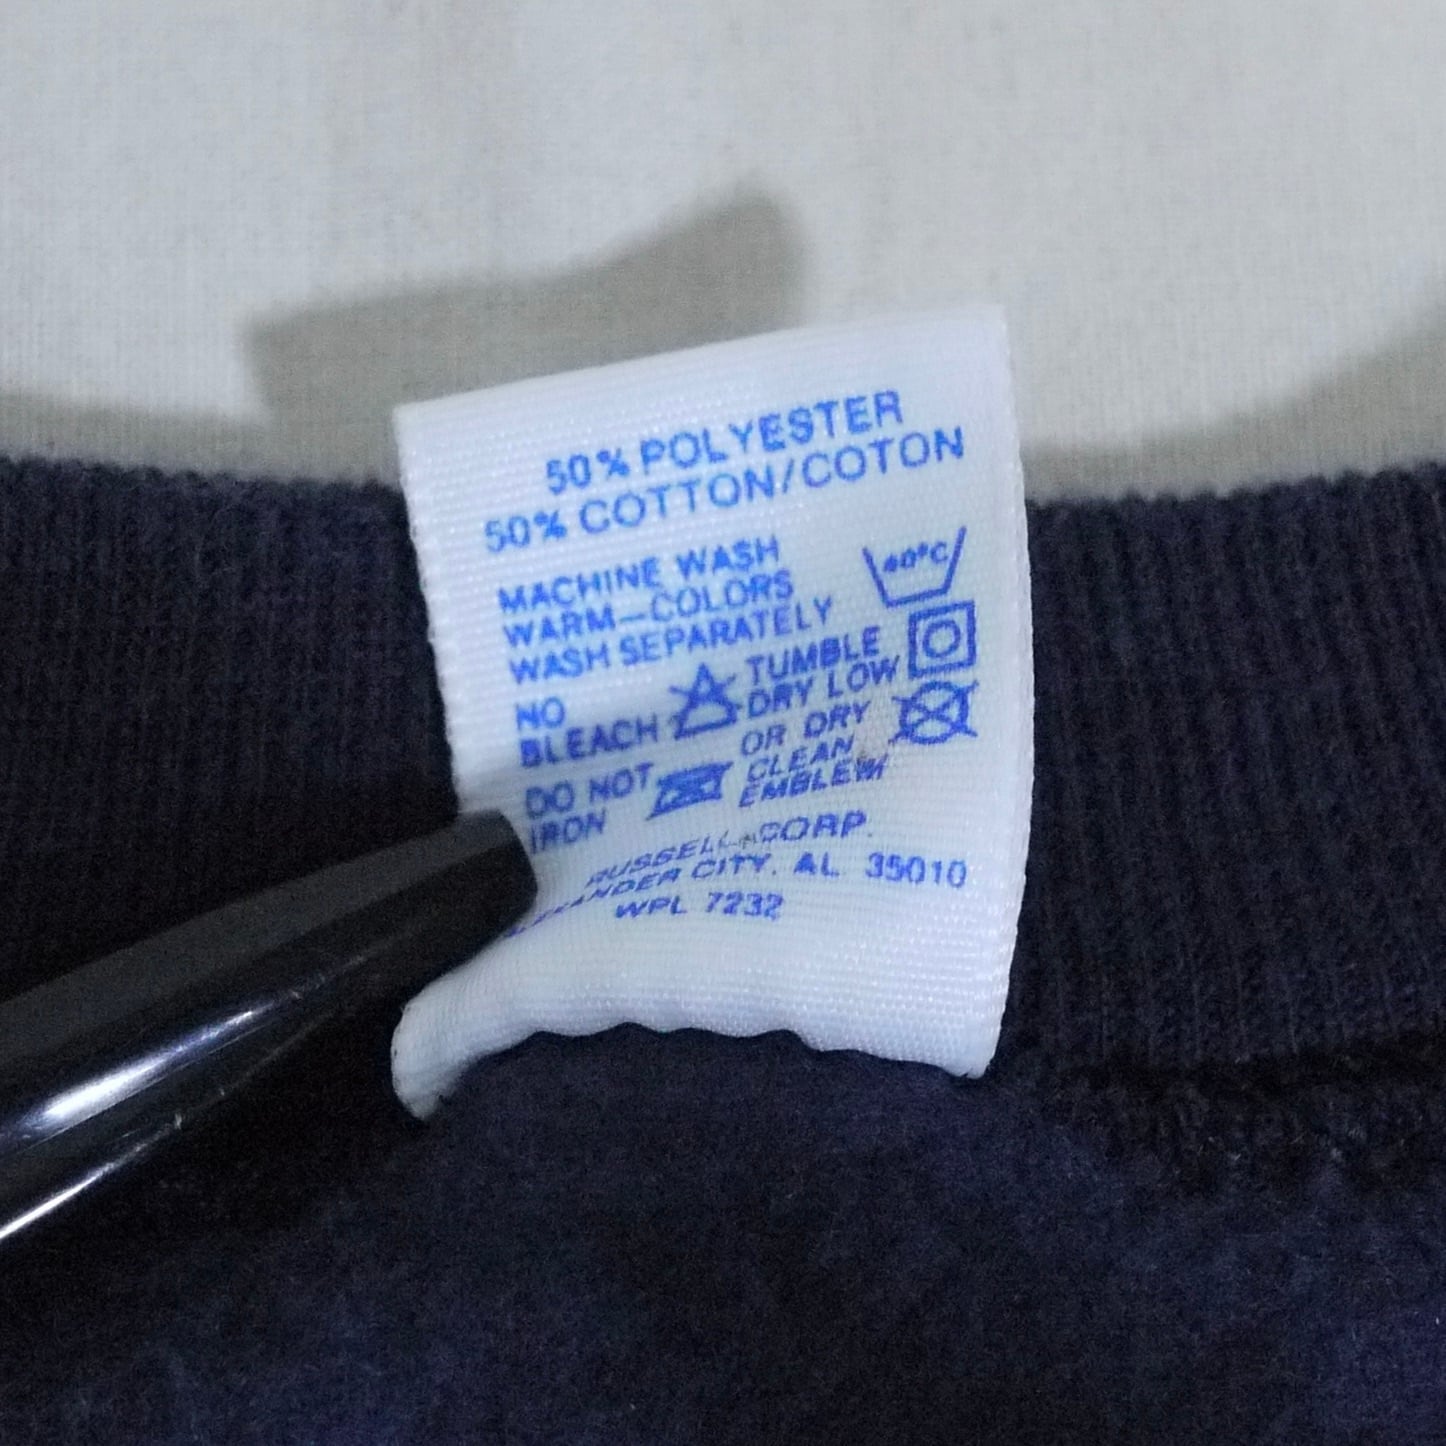 50% POLYESTER
50% COTTON/COTON
MACHINE WASH
WARM—COLORS
WASH SEPARATELY
40°C
NO
BLEACH
TUMBLE
DRY LOW
DO NOT
IRON
OR DRY
CLEAN
EMBLEM
RUSSELL CORP.
CITY, AL 35010
WPL 7232